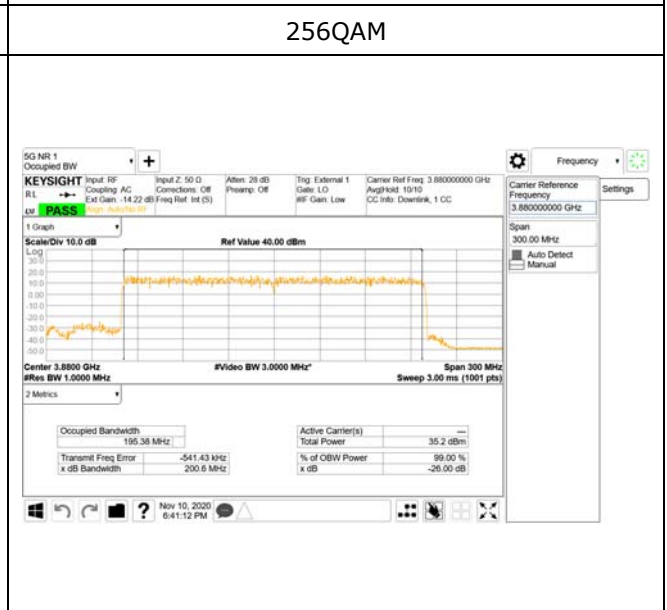 256QAM
5G NR 1
Occupied BW
+
Frequency
KEYSIGHT Input: RF Input Z: 50 Ω Atten: 28 dB Trig: External 1 Carrier Ref Freq: 3.880000000 GHz
RL Coupling: AC Corrections: Off Preamp: Off Gate: LO Avg|Hold: 10/10
Ext Gain: -14.22 dB Freq Ref: Int (S) #IF Gain: Low CC Info: Downlink, 1 CC
PASS Align: Auto/No RF
Carrier Reference
Frequency
3.880000000 GHz
Settings
Span
300.00 MHz
Auto Detect
Manual
1 Graph
Scale/Div 10.0 dB Ref Value 40.00 dBm
Log
30.0
20.0
10.0
0.00
-10.0
-20.0
-30.0
-40.0
-50.0
Center 3.8800 GHz #Video BW 3.0000 MHz* Span 300 MHz
#Res BW 1.0000 MHz Sweep 3.00 ms (1001 pts)
2 Metrics
Occupied Bandwidth
195.38 MHz
Transmit Freq Error -541.43 kHz
x dB Bandwidth 200.6 MHz
Active Carrier(s) ---
Total Power 35.2 dBm
% of OBW Power 99.00 %
x dB -26.00 dB
? Nov 10, 2020
6:41:12 PM